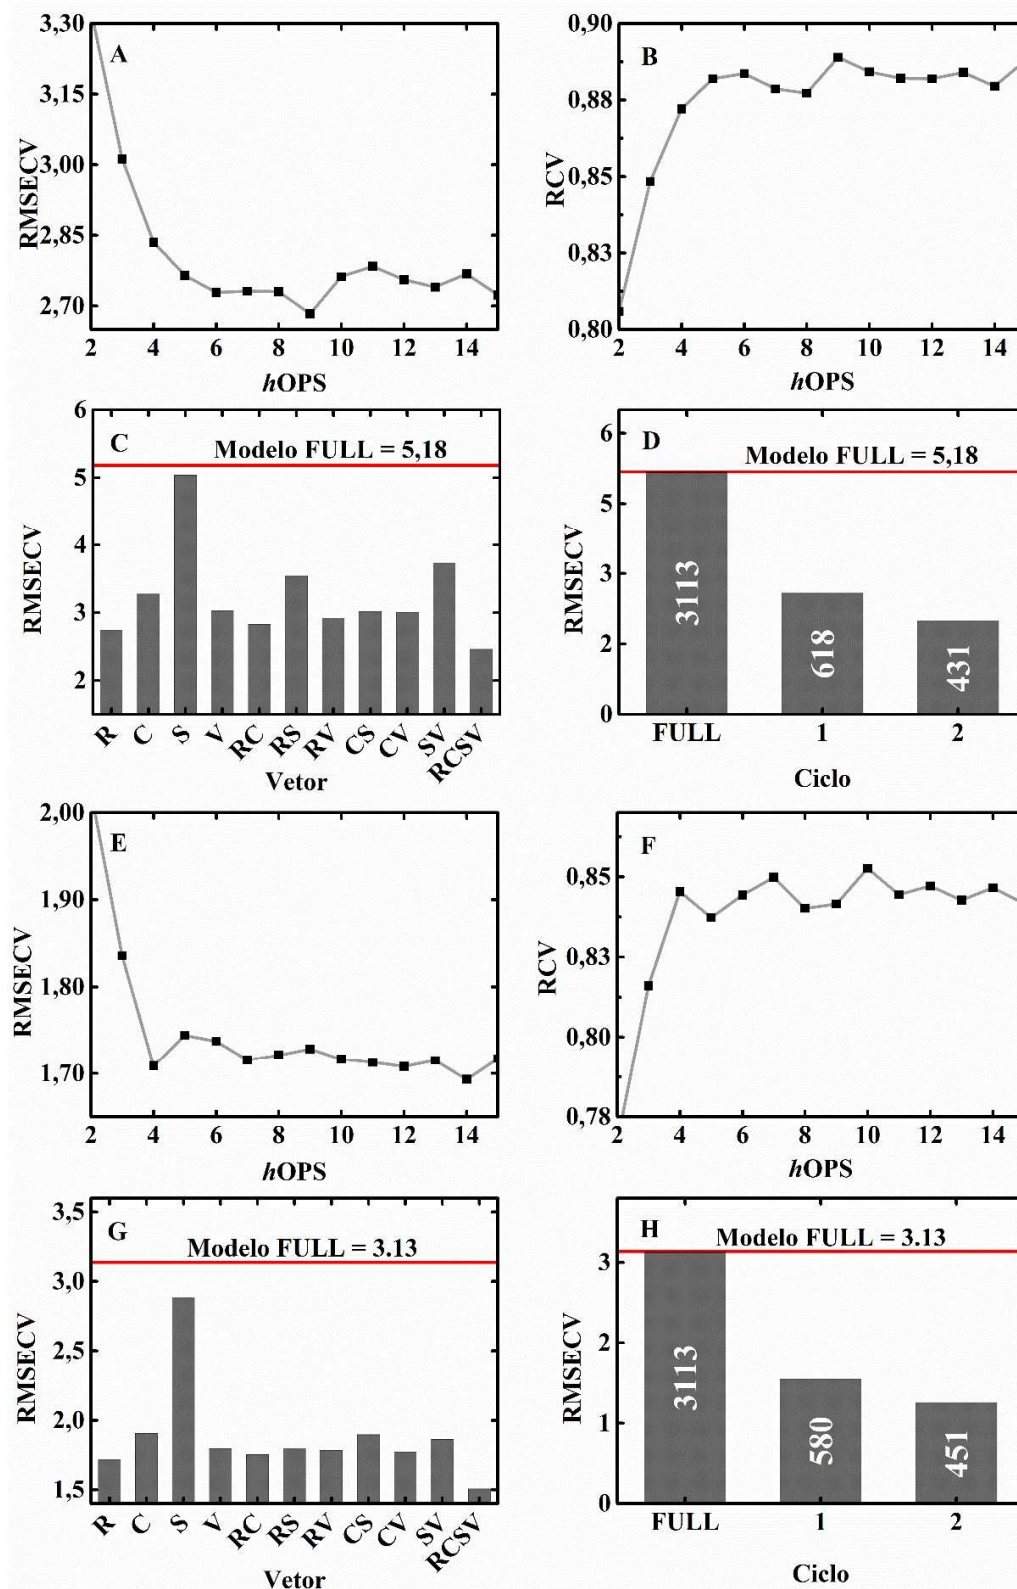 A
3,30
3,15
3,00
2,85
2,70
RMSECV
2 4 6 8 10 12 14
hOPS
B
0,90
0,88
0,85
0,83
0,80
RCV
2 4 6 8 10 12 14
hOPS
C
Modelo FULL = 5,18
6
5
4
3
2
RMSECV
R C S V RC RS RV CS CV SV RCSV
Vetor
D
Modelo FULL = 5,18
6
5
3
2
0
RMSECV
3113
618
431
FULL 1 2
Ciclo
E
2,00
1,90
1,80
1,70
RMSECV
2 4 6 8 10 12 14
hOPS
F
0,85
0,83
0,80
0,78
RCV
2 4 6 8 10 12 14
hOPS
G
Modelo FULL = 3.13
3,5
3,0
2,5
2,0
1,5
RMSECV
R C S V RC RS RV CS CV SV RCSV
Vetor
H
Modelo FULL = 3.13
3
2
1
0
RMSECV
3113
580
451
FULL 1 2
Ciclo